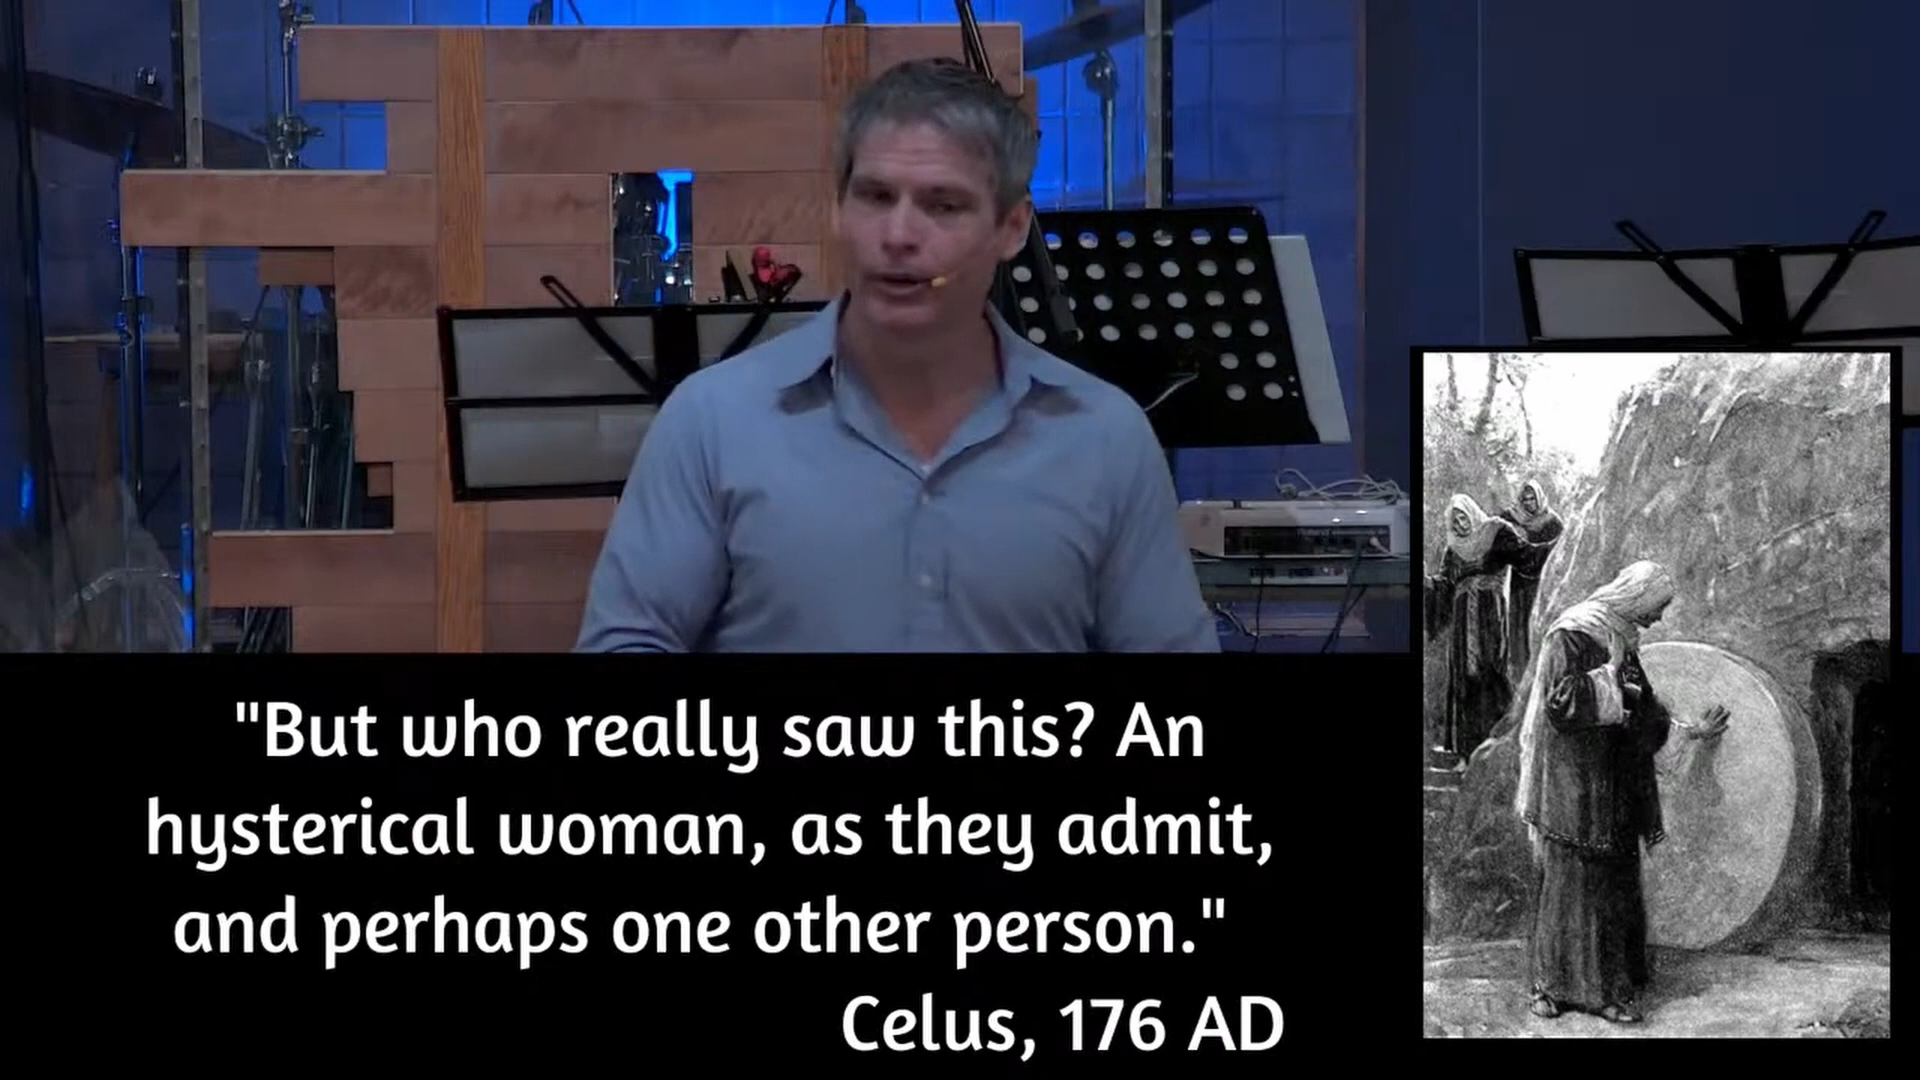 "But who really saw this? An
hysterical woman, as they admit,
and perhaps one other person."
Celus, 176 AD